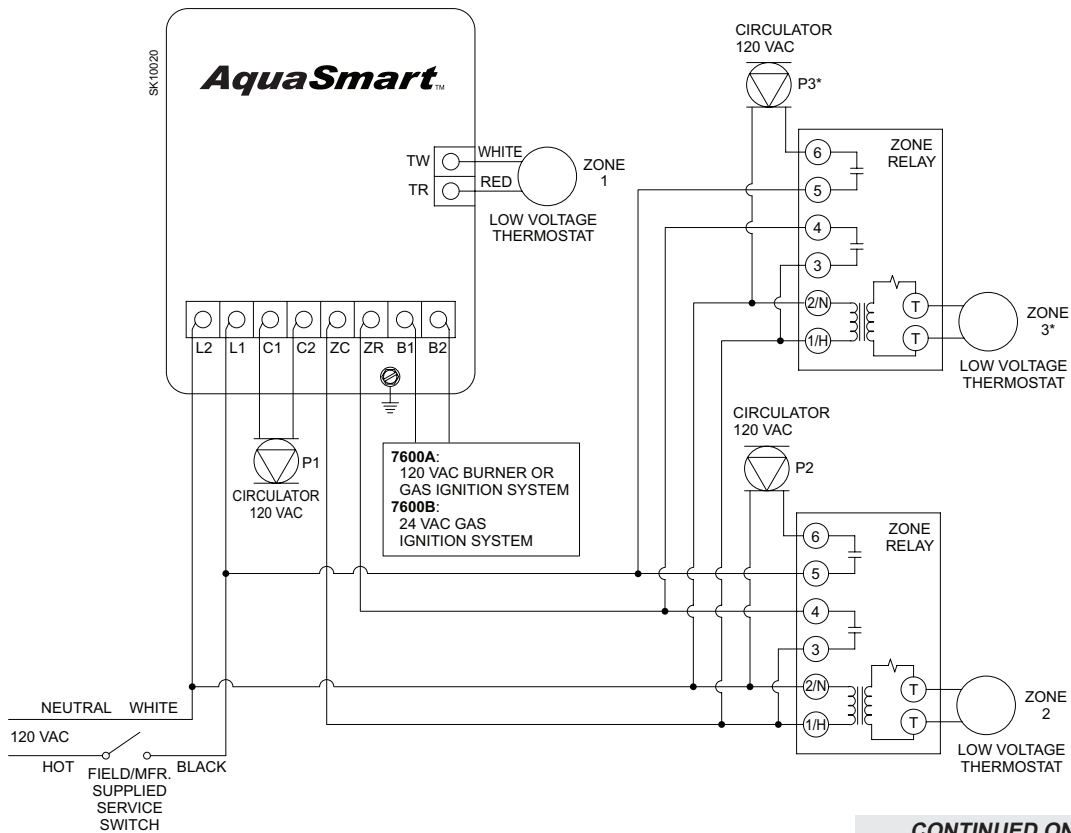 SK10020
AquaSmart™
TW
WHITE
TR
RED
ZONE
1
LOW VOLTAGE
THERMOSTAT
L2 L1 C1 C2 ZC ZR B1 B2
P1
CIRCULATOR
120 VAC
7600A:
120 VAC BURNER OR
GAS IGNITION SYSTEM
7600B:
24 VAC GAS
IGNITION SYSTEM
CIRCULATOR
120 VAC
P3*
ZONE
RELAY
6
5
4
3
2/N
1/H
T
T
ZONE
3*
LOW VOLTAGE
THERMOSTAT
CIRCULATOR
120 VAC
P2
ZONE
RELAY
6
5
4
3
2/N
1/H
T
T
ZONE
2
LOW VOLTAGE
THERMOSTAT
NEUTRAL WHITE
120 VAC
HOT
BLACK
FIELD/MFR.
SUPPLIED
SERVICE
SWITCH
CONTINUED ON